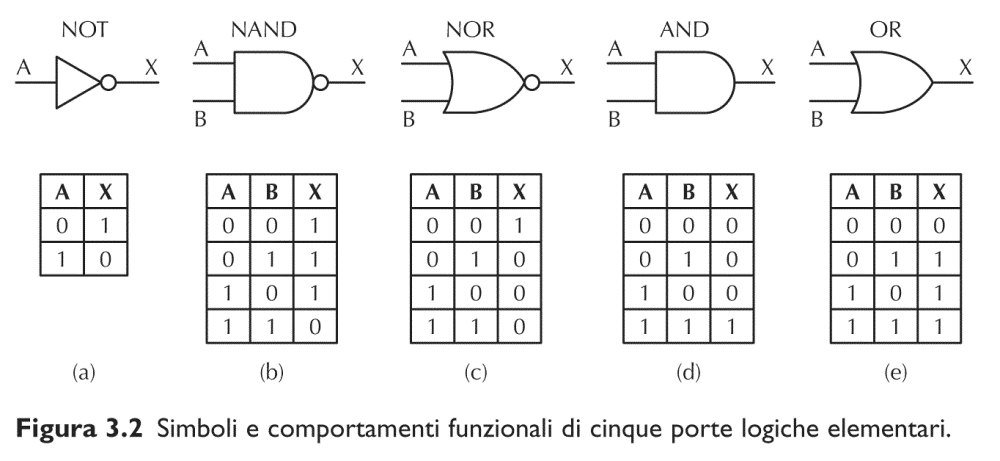 NOT NAND NOR AND OR
A X A B X A B X A B X A B X
A X A B X A B X A B X A B X
0 1 0 0 1 0 0 1 0 0 0 0 0 0
1 0 0 1 1 0 1 0 0 1 0 0 1 1
1 0 1 1 0 0 1 0 0 1 0 1
1 1 0 1 1 0 1 1 1 1 1 1
(a) (b) (c) (d) (e)
Figura 3.2 Simboli e comportamenti funzionali di cinque porte logiche elementari.